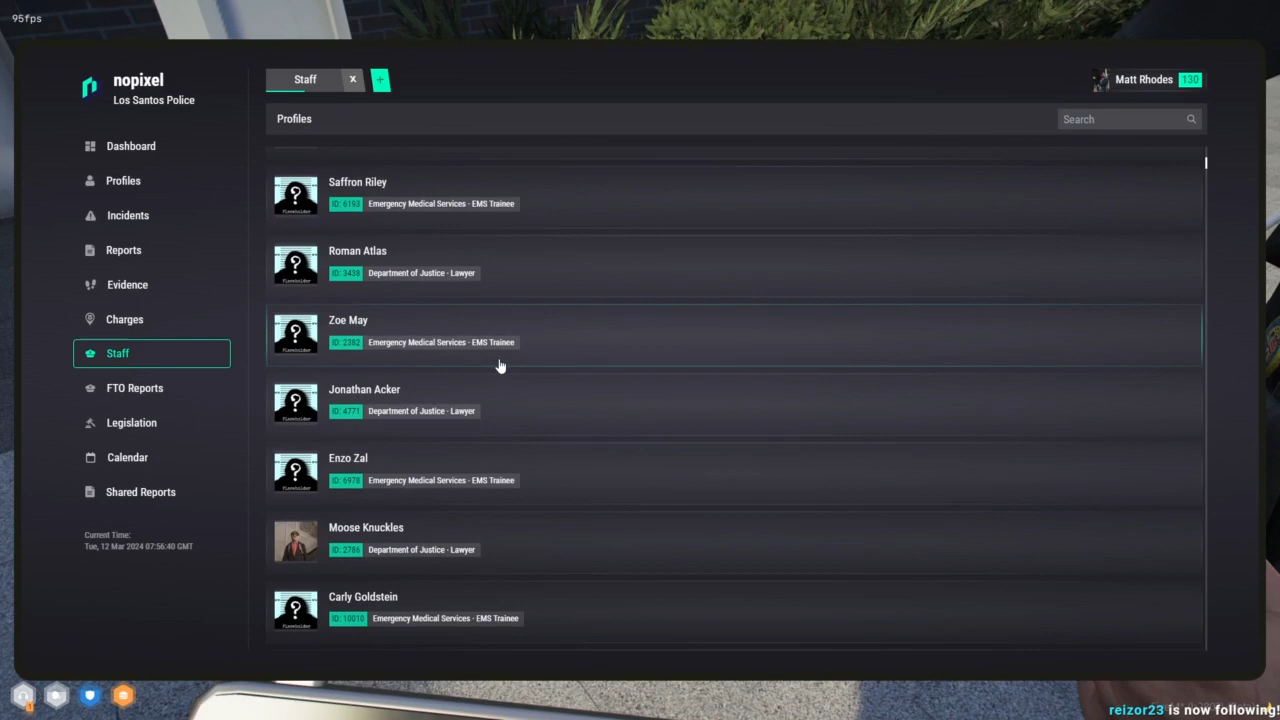 95fps
nopixel
Los Santos Police
Staff
x
+
Matt Rhodes 130
Profiles
Search
Dashboard
Profiles
Incidents
Reports
Evidence
Charges
Staff
FTO Reports
Legislation
Calendar
Shared Reports
Current Time:
Tue, 12 Mar 2024 07:56:40 GMT
Saffron Riley
ID: 6193 Emergency Medical Services · EMS Trainee
Roman Atlas
ID: 3438 Department of Justice · Lawyer
Zoe May
ID: 2382 Emergency Medical Services · EMS Trainee
Jonathan Acker
ID: 4771 Department of Justice · Lawyer
Enzo Zal
ID: 6978 Emergency Medical Services · EMS Trainee
Moose Knuckles
ID: 2786 Department of Justice · Lawyer
Carly Goldstein
ID: 10010 Emergency Medical Services · EMS Trainee
reizor23 is now following!